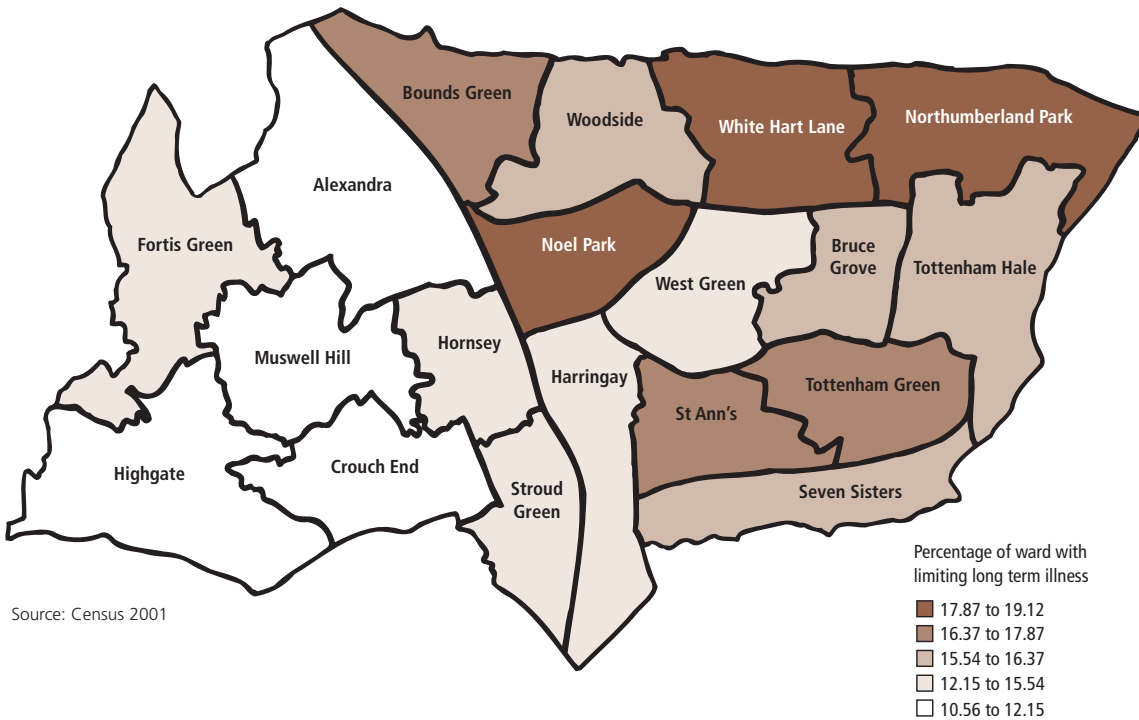 Bounds Green
Woodside
White Hart Lane
Northumberland Park
Alexandra
Fortis Green
Noel Park
West Green
Bruce
Grove
Tottenham Hale
Muswell Hill
Hornsey
Harringay
Tottenham Green
St Ann's
Highgate
Crouch End
Stroud
Green
Seven Sisters
Percentage of ward with
limiting long term illness
17.87 to 19.12
16.37 to 17.87
15.54 to 16.37
12.15 to 15.54
10.56 to 12.15
Source: Census 2001